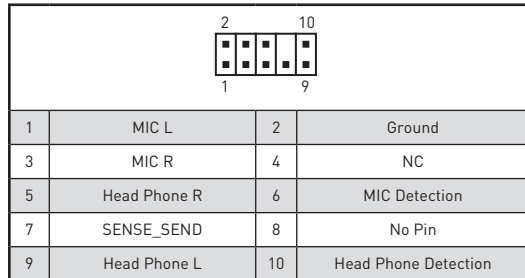 2 10
1 9
1 MIC L 2 Ground
3 MIC R 4 NC
5 Head Phone R 6 MIC Detection
7 SENSE_SEND 8 No Pin
9 Head Phone L 10 Head Phone Detection